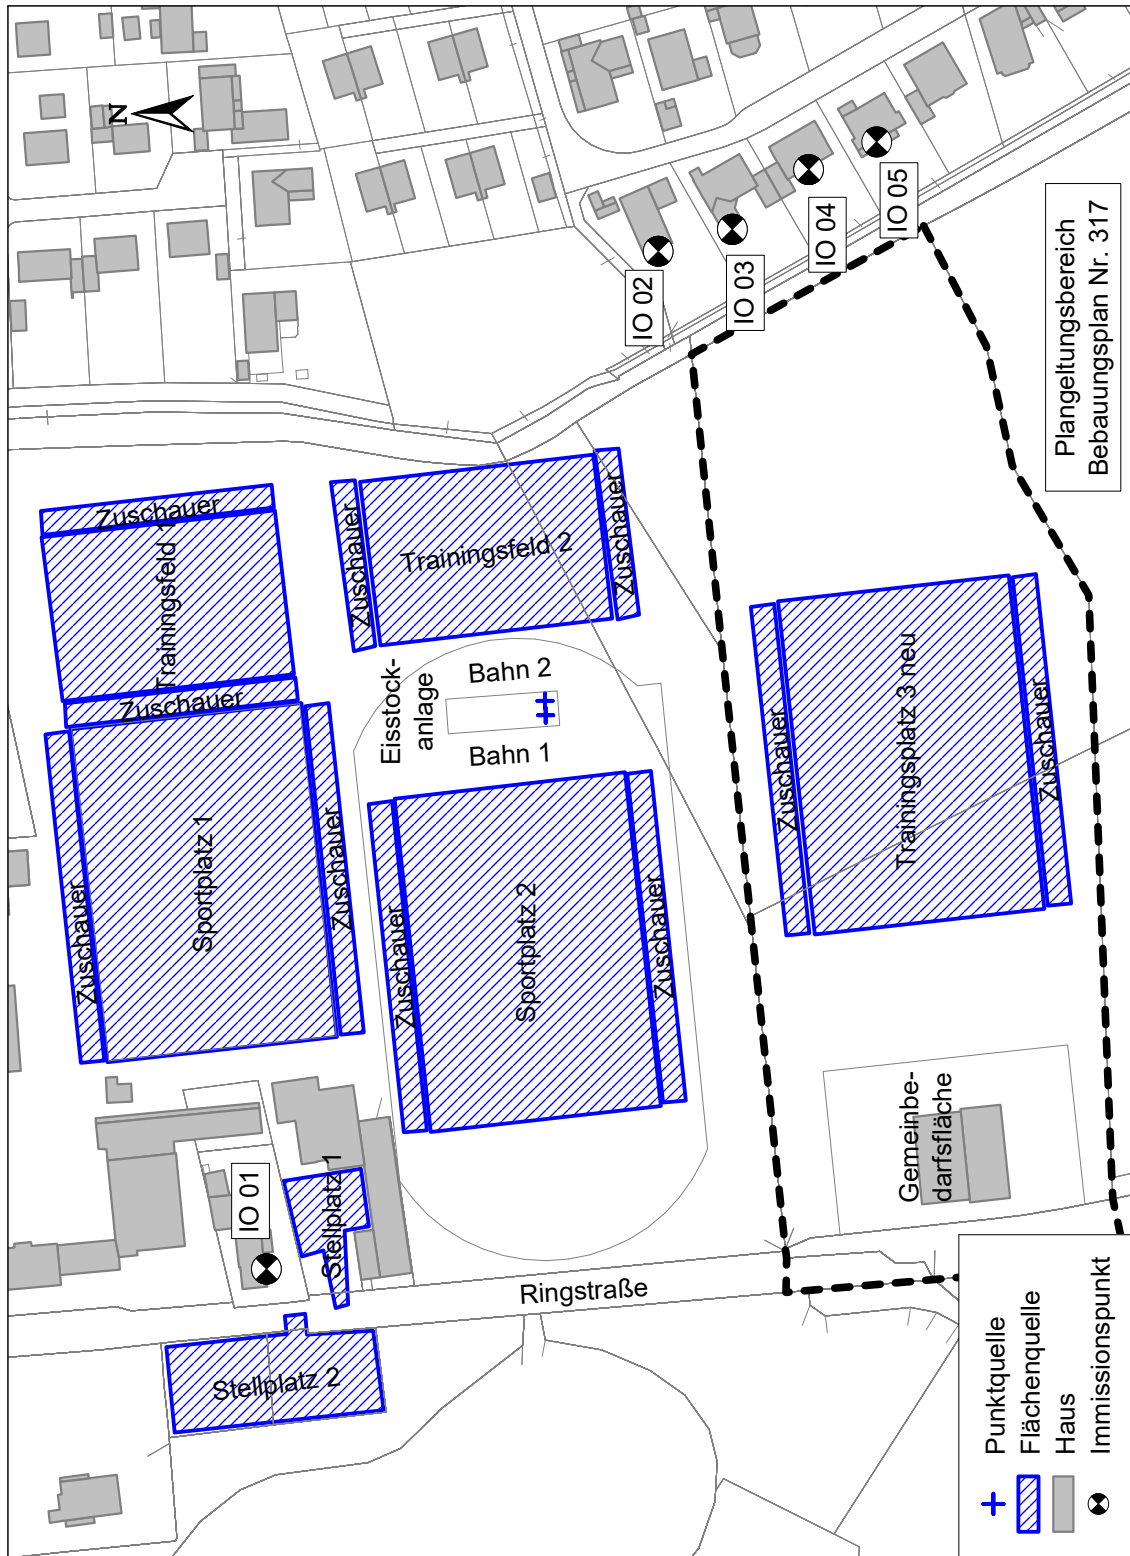 N
Zuschauer
Trainingsfeld 1
Zuschauer
Zuschauer
Sportplatz 1
Zuschauer
Zuschauer
Trainingsfeld 2
Zuschauer
Eisstock-
anlage
Bahn 2
Bahn 1
Zuschauer
Sportplatz 2
Zuschauer
Zuschauer
Trainingsplatz 3 neu
Zuschauer
IO 01
IO 02
IO 03
IO 04
IO 05
Stellplatz 1
Stellplatz 2
Ringstraße
Gemeinbe-
darfsfläche
Plangeltungsbereich
Bebauungsplan Nr. 317
Punktquelle
Flächenquelle
Haus
Immissionspunkt